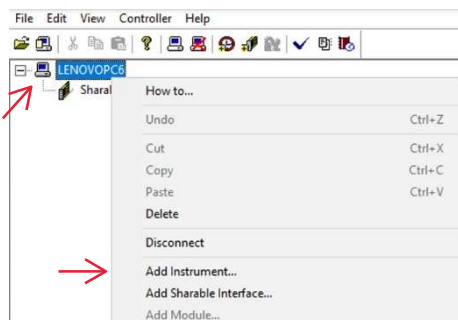 File Edit View Controller Help
LENOVOPC6
Sharal
How to...
Undo Ctrl+Z
Cut Ctrl+X
Copy Ctrl+C
Paste Ctrl+V
Delete
Disconnect
Add Instrument...
Add Sharable Interface...
Add Module...